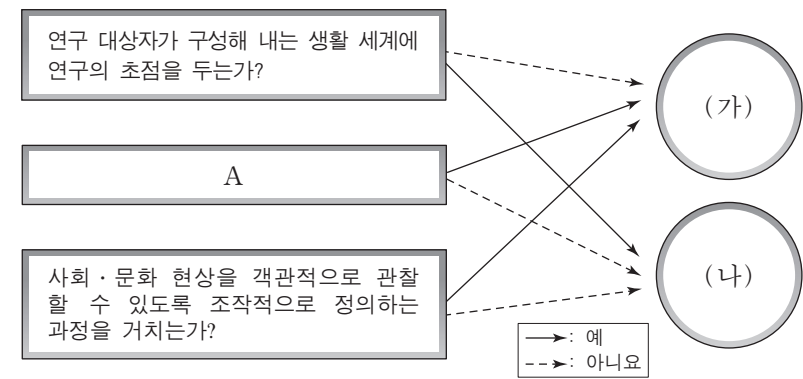 연구 대상자가 구성해 내는 생활 세계에
연구의 초점을 두는가?
(가)
A
사회·문화 현상을 객관적으로 관찰
할 수 있도록 조작적으로 정의하는
과정을 거치는가?
(나)
: 예
: 아니요